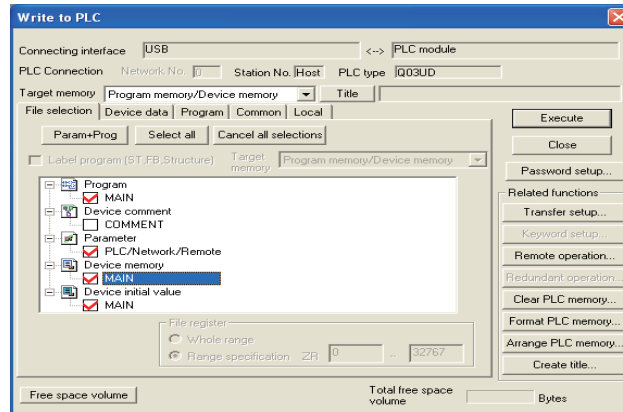 Write to PLC
Connecting interface USB <--> PLC module
PLC Connection Network No. 0 Station No. Host PLC type Q03UD
Target memory Program memory/Device memory Title
File selection Device data Program Common Local
Param+Prog Select all Cancel all selections
Label program (ST,FB,Structure) Target memory Program memory/Device memory
Program
MAIN
Device comment
COMMENT
Parameter
PLC/Network/Remote
Device memory
MAIN
Device initial value
MAIN
File register
Whole range
Range specification ZR 0 .. 32767
Free space volume
Total free space volume Bytes
Execute
Close
Password setup...
Related functions
Transfer setup...
Keyword setup...
Remote operation...
Redundant operation...
Clear PLC memory...
Format PLC memory...
Arrange PLC memory...
Create title...